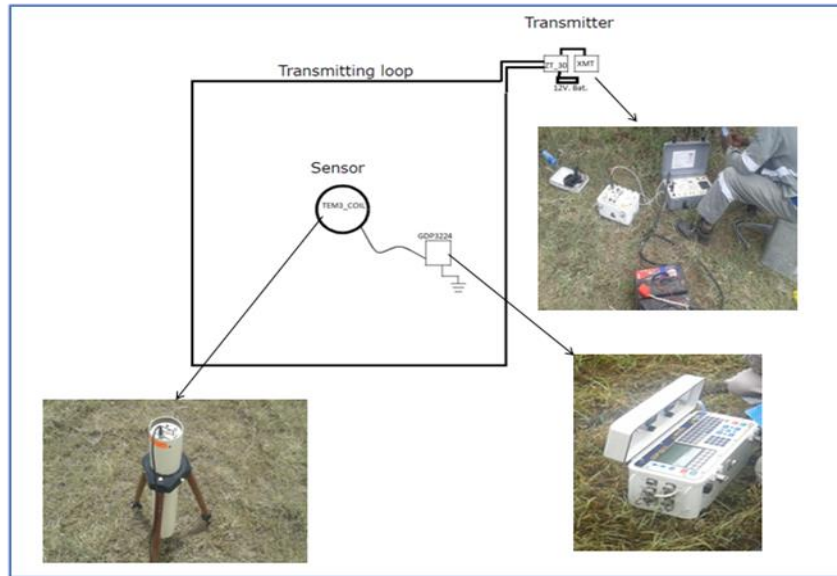 Transmitter
ZT_30
XMT
12V. Bat.
Transmitting loop
Sensor
TEM3_COIL
GDP3224